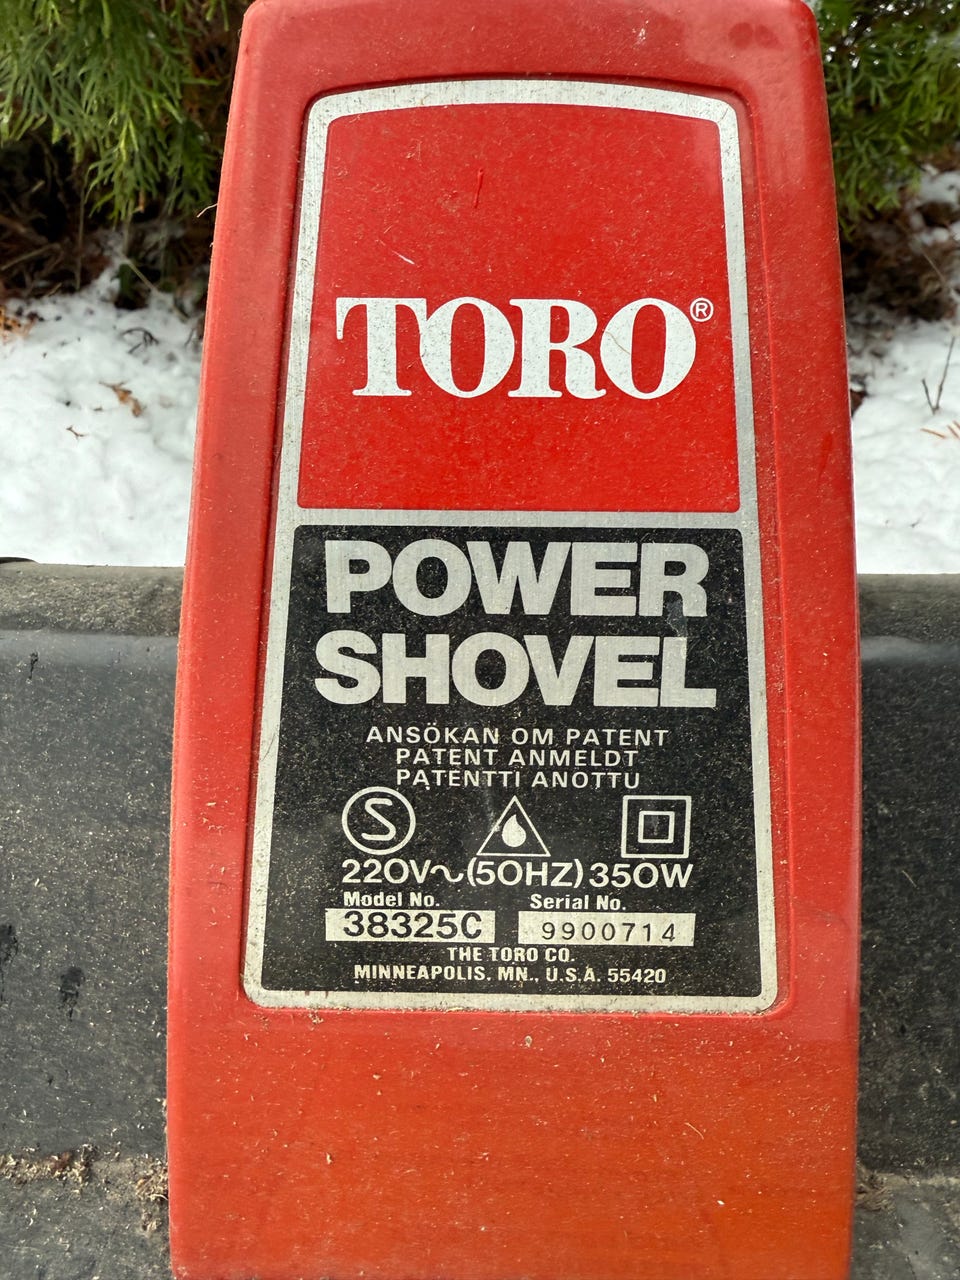 TORO®
POWER
SHOVEL
ANSÖKAN OM PATENT
PATENT ANMELDT
PATENTTI ANOTTU
S
220V~(50HZ) 350W
Model No. Serial No.
38325C 9900714
THE TORO CO.
MINNEAPOLIS. MN., U.S.A. 55420